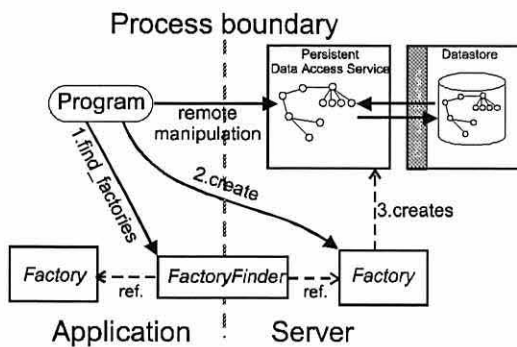 Process boundary
Persistent
Data Access Service
Datastore
Program
remote
manipulation
1.find_factories
2.create
3.creates
Factory
ref.
FactoryFinder
ref.
Factory
Application
Server